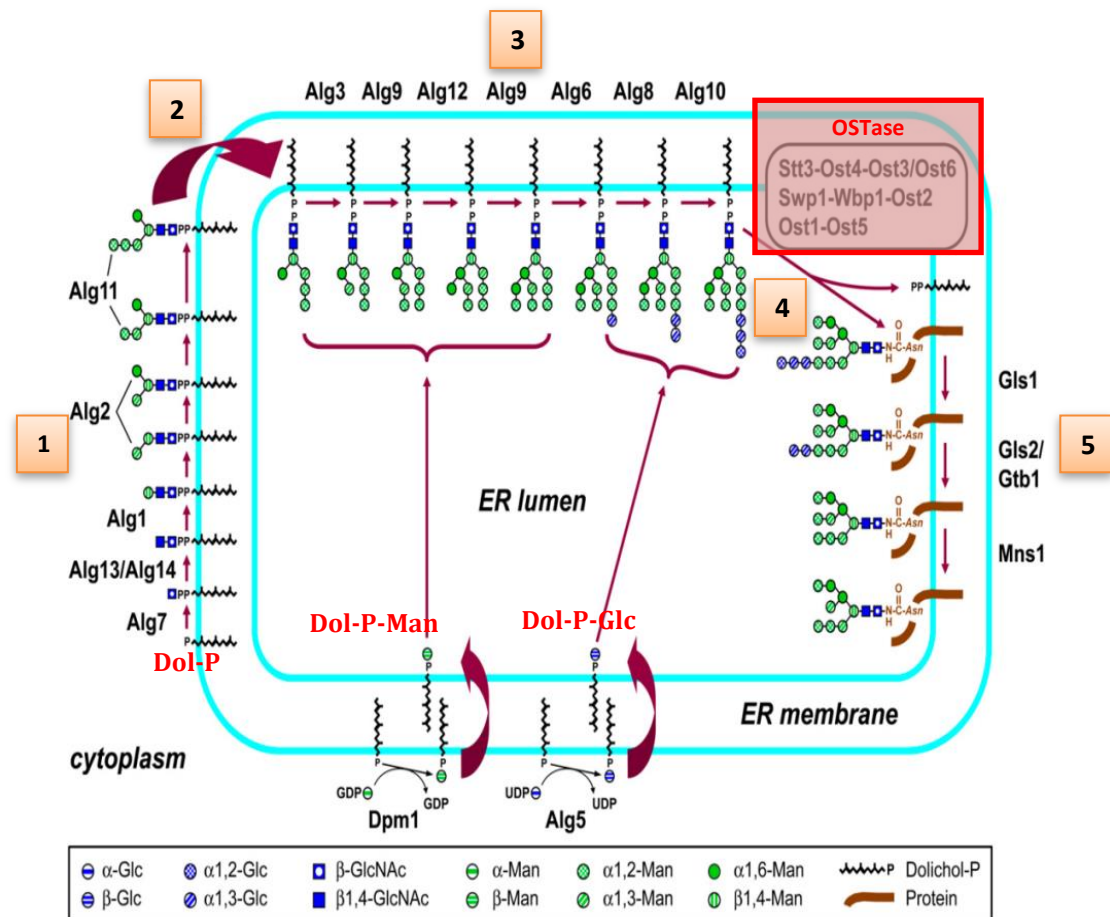 3
Alg3 Alg9 Alg12 Alg9 Alg6 Alg8 Alg10
2
OSTase
Stt3-Ost4-Ost3/Ost6
Swp1-Wbp1-Ost2
Ost1-Ost5
P P P P P P P
P P P P P P P
PP
Alg11
PP
PP
4
O
N-C-Asn
H
Gls1
PP
Alg2
1
PP
O
N-C-Asn
H
Gls2/
Gtb1
5
PP
Alg1
ER lumen
O
N-C-Asn
H
PP
Alg13/Alg14
Mns1
PP
Alg7
O
N-C-Asn
H
P
Dol-P
Dol-P-Man
Dol-P-Glc
P
P
ER membrane
cytoplasm
P
P
GDP
GDP
Dpm1
P
P
UDP
UDP
Alg5
α-Glc α1,2-Glc β-GlcNAc α-Man α1,2-Man α1,6-Man P Dolichol-P
β-Glc α1,3-Glc β1,4-GlcNAc β-Man α1,3-Man β1,4-Man Protein